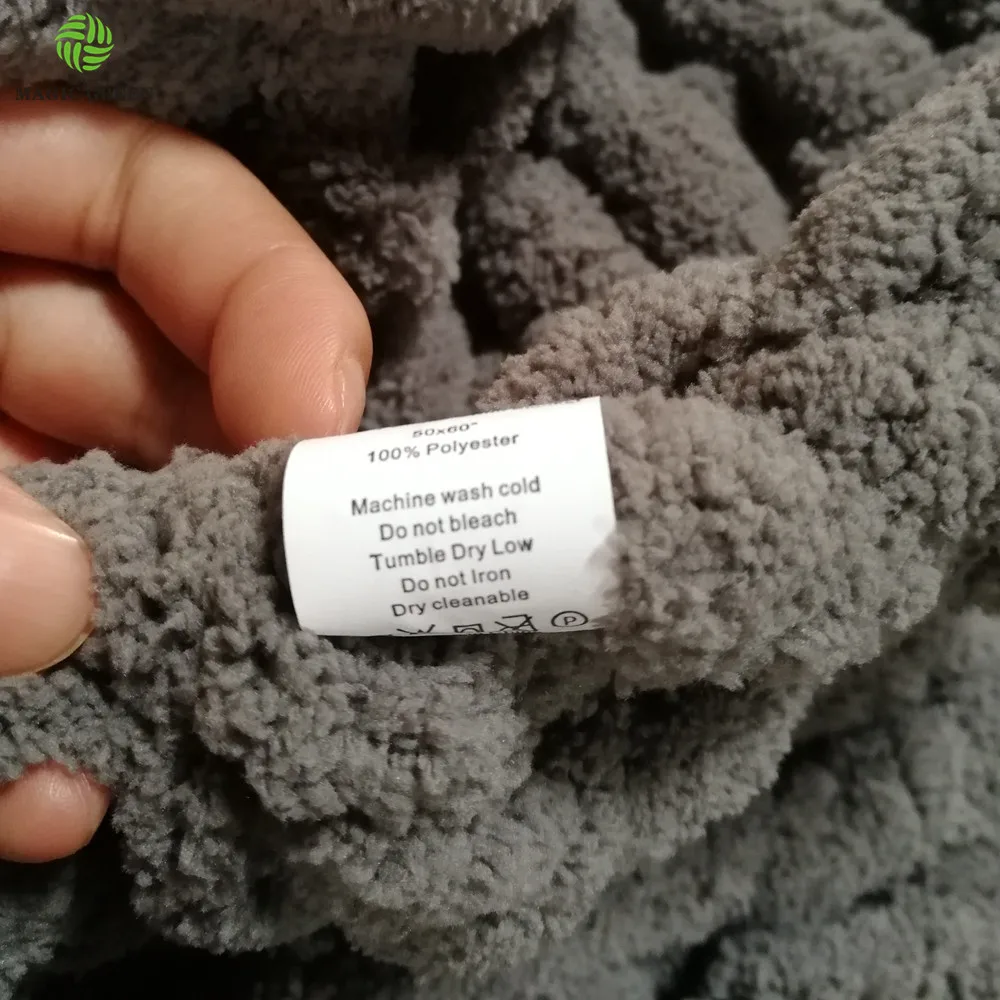 50x60"
100% Polyester
Machine wash cold
Do not bleach
Tumble Dry Low
Do not Iron
Dry cleanable
P